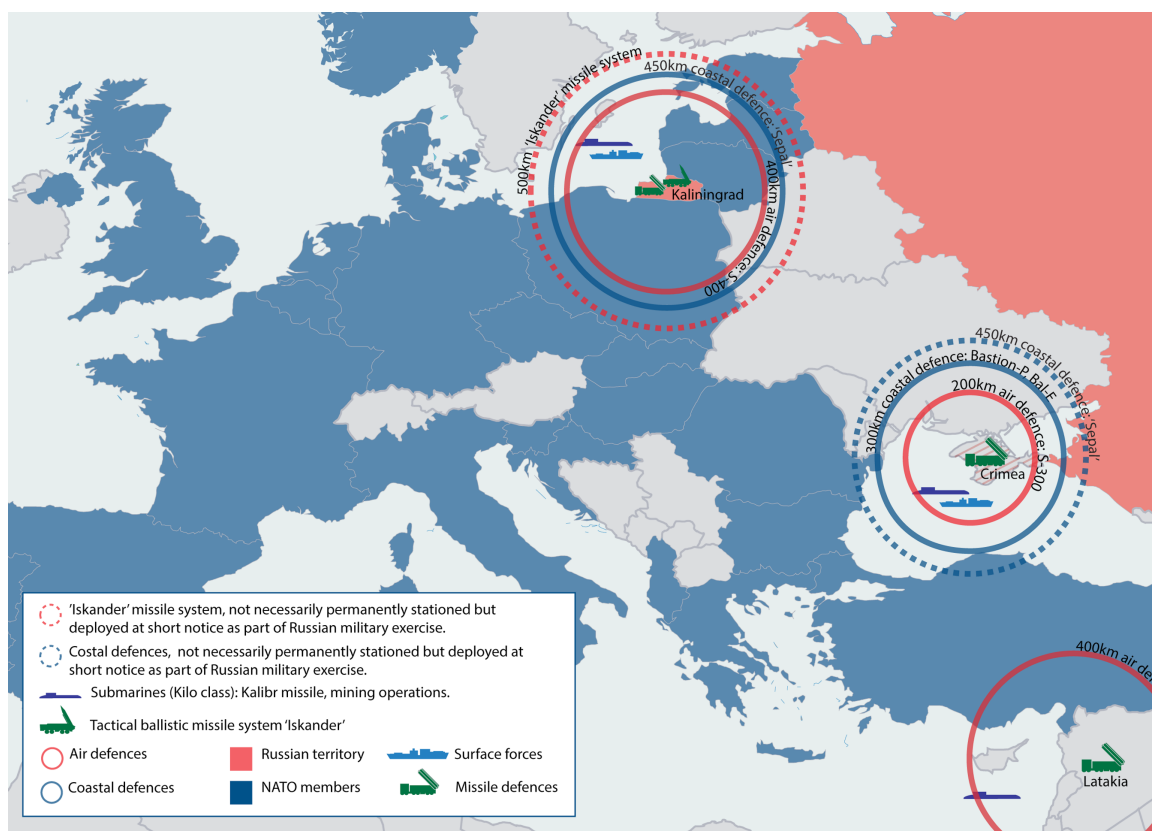 500km 'Iskander' missile system
450km coastal defence: 'Sepal'
400km air defence: S-400
Kaliningrad
450km coastal defence: 'Sepal'
300km coastal defence: Bastion-P, Bal-E
200km air defence: S-300
Crimea
400km air def
Latakia
'Iskander' missile system, not necessarily permanently stationed but
deployed at short notice as part of Russian military exercise.
Costal defences, not necessarily permanently stationed but deployed at
short notice as part of Russian military exercise.
Submarines (Kilo class): Kalibr missile, mining operations.
Tactical ballistic missile system 'Iskander'
Air defences
Russian territory
Surface forces
Coastal defences
NATO members
Missile defences